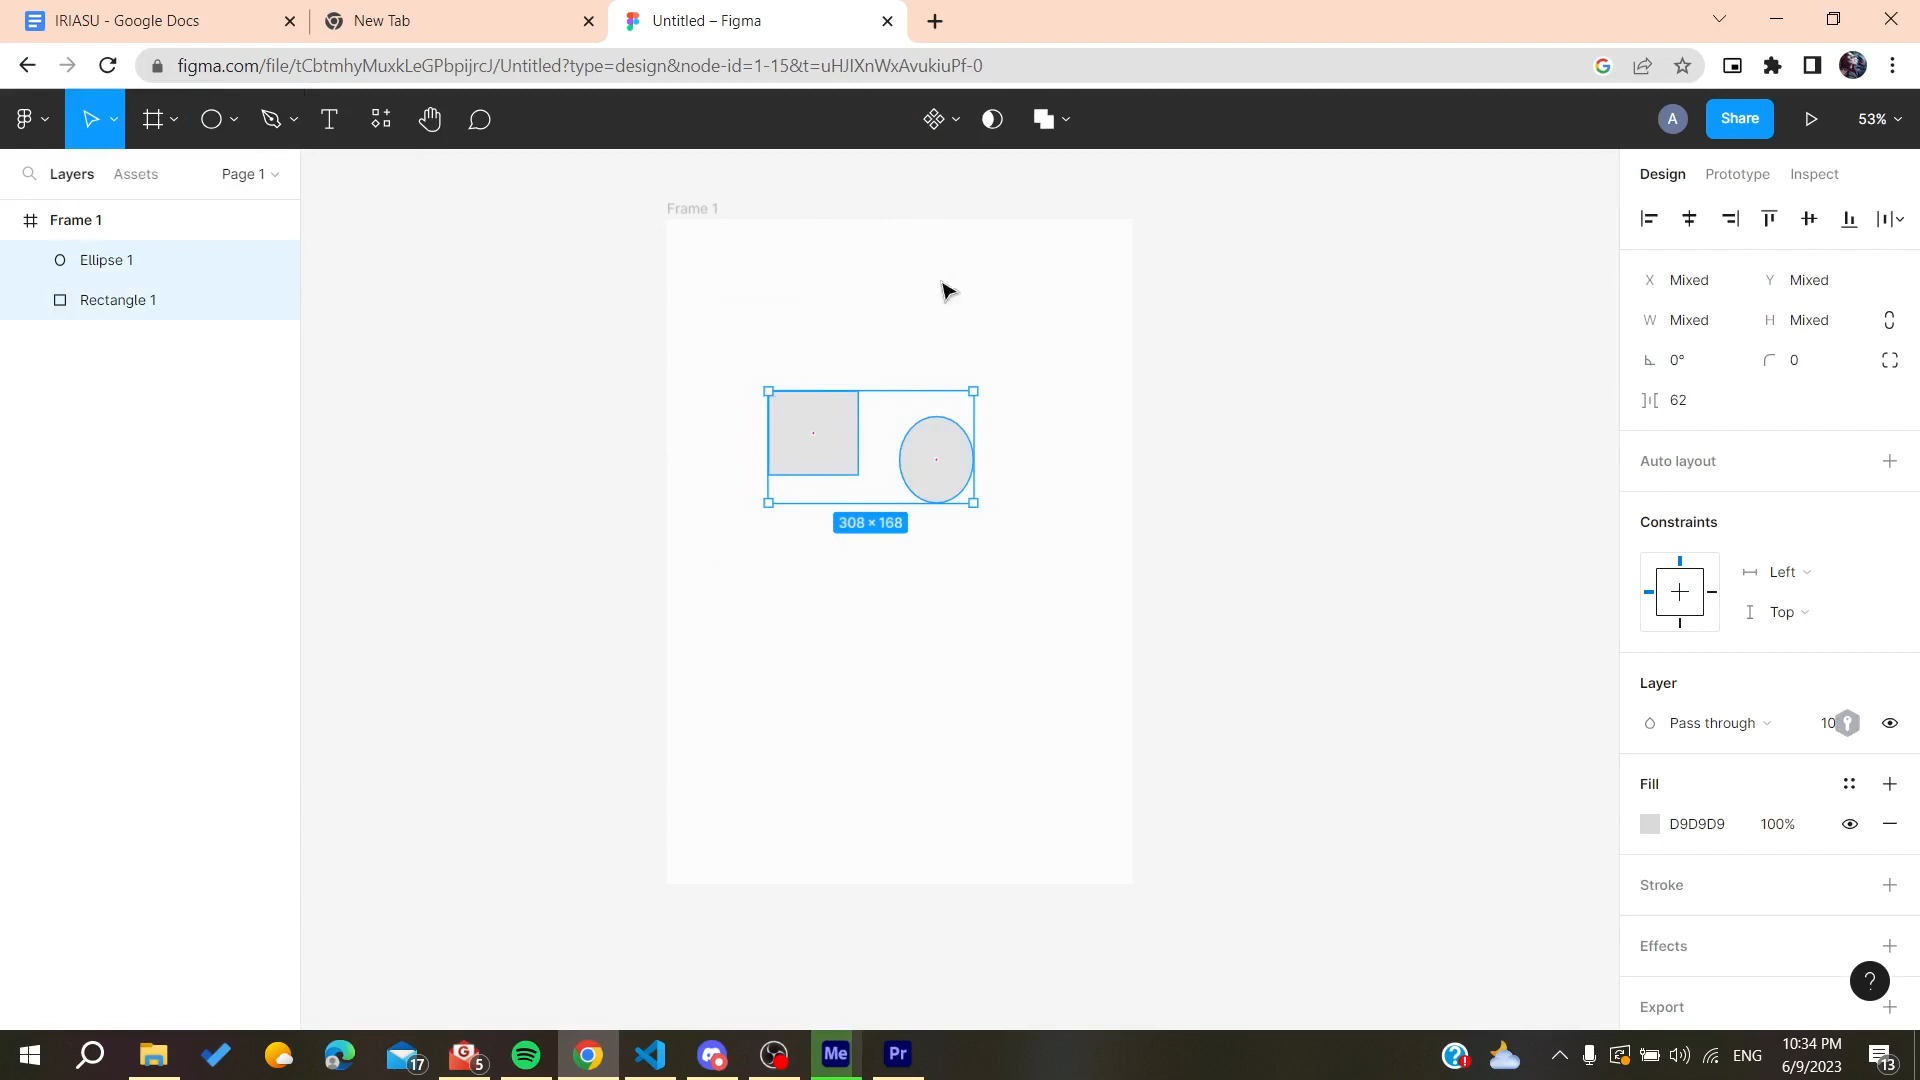 IRIASU - Google Docs
New Tab
Untitled – Figma
figma.com/file/tCbtmhyMuxkLeGPbpijrcJ/Untitled?type=design&node-id=1-15&t=uHJIXnWxAvukiuPf-0
A
Share
53%
Layers
Assets
Page 1
Design
Prototype
Inspect
Frame 1
Frame 1
Ellipse 1
Rectangle 1
308 × 168
X Mixed
Y Mixed
W Mixed
H Mixed
0°
0
62
Auto layout
Constraints
Left
Top
Layer
Pass through
10
Fill
D9D9D9
100%
Stroke
Effects
?
Export
17
5
Me
Pr
ENG
10:34 PM
6/9/2023
13